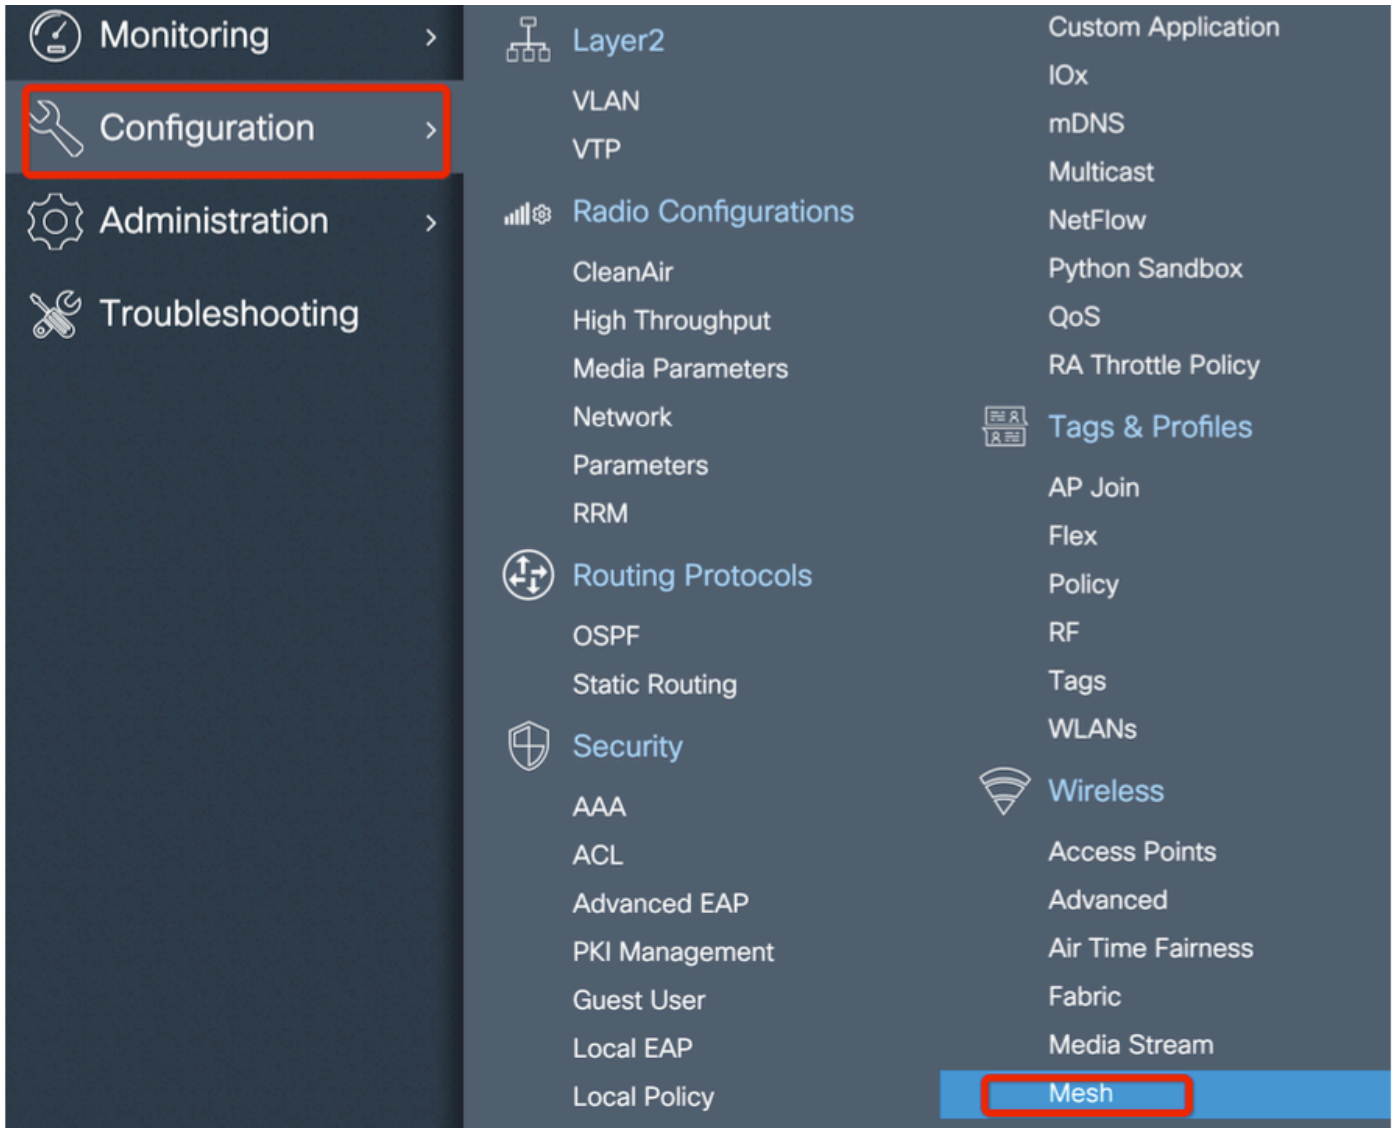 Monitoring
Configuration
Administration
Troubleshooting
Layer2
VLAN
VTP
Radio Configurations
CleanAir
High Throughput
Media Parameters
Network
Parameters
RRM
Routing Protocols
OSPF
Static Routing
Security
AAA
ACL
Advanced EAP
PKI Management
Guest User
Local EAP
Local Policy
Custom Application
IOx
mDNS
Multicast
NetFlow
Python Sandbox
QoS
RA Throttle Policy
Tags & Profiles
AP Join
Flex
Policy
RF
Tags
WLANs
Wireless
Access Points
Advanced
Air Time Fairness
Fabric
Media Stream
Mesh